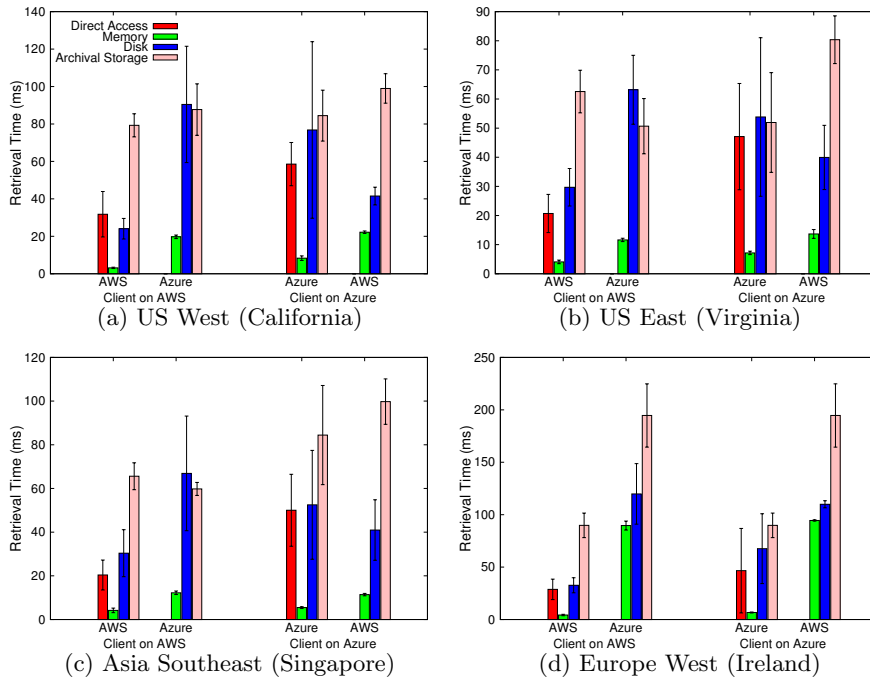 140
120
100
80
60
40
20
0
Retrieval Time (ms)
Direct Access
Memory
Disk
Archival Storage
AWS Azure Azure AWS
Client on AWS Client on Azure
(a) US West (California)
90
80
70
60
50
40
30
20
10
0
Retrieval Time (ms)
AWS Azure Azure AWS
Client on AWS Client on Azure
(b) US East (Virginia)
120
100
80
60
40
20
0
Retrieval Time (ms)
AWS Azure Azure AWS
Client on AWS Client on Azure
(c) Asia Southeast (Singapore)
250
200
150
100
50
0
Retrieval Time (ms)
AWS Azure Azure AWS
Client on AWS Client on Azure
(d) Europe West (Ireland)